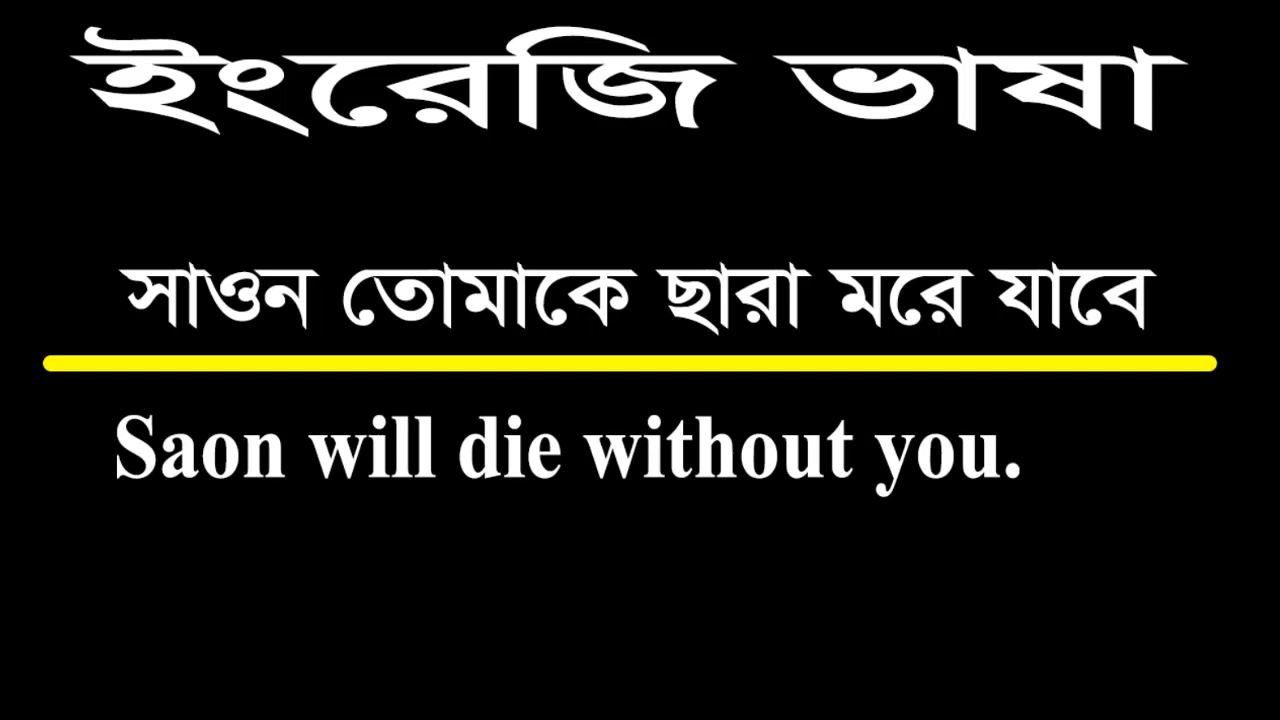 ইংরেজি ভাষা
সাওন তোমাকে ছারা মরে যাবে
Saon will die without you.